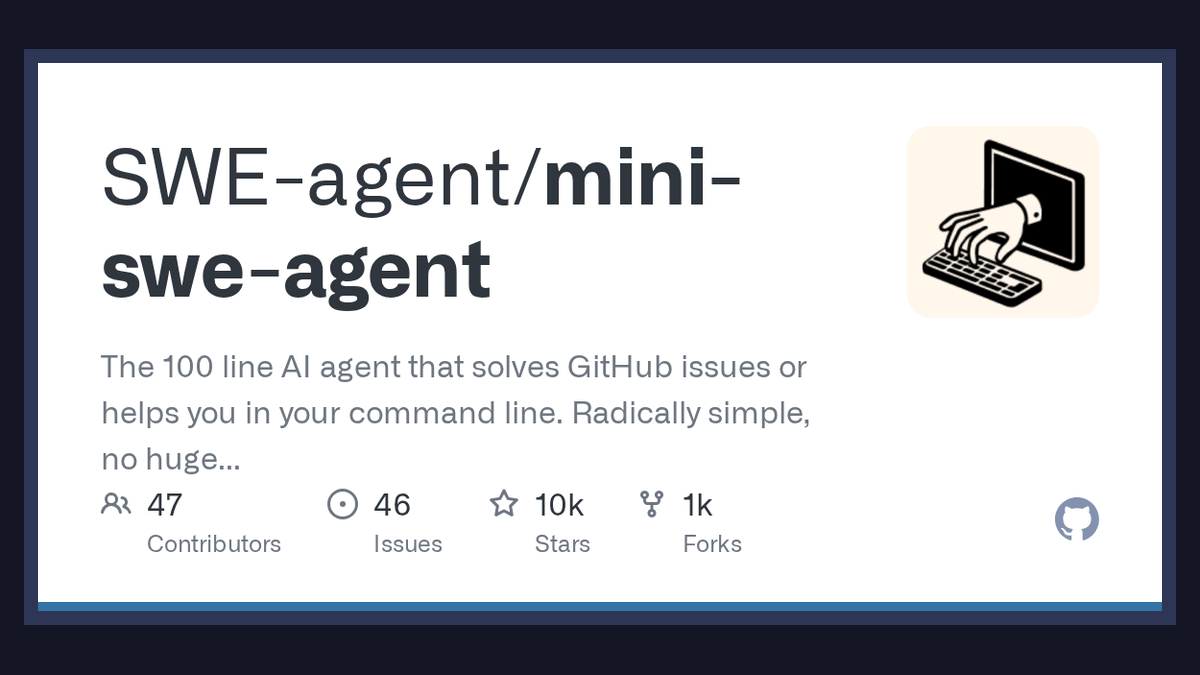 SWE-agent/mini-
swe-agent
The 100 line AI agent that solves GitHub issues or
helps you in your command line. Radically simple,
no huge...
47 46 10k 1k
Contributors Issues Stars Forks